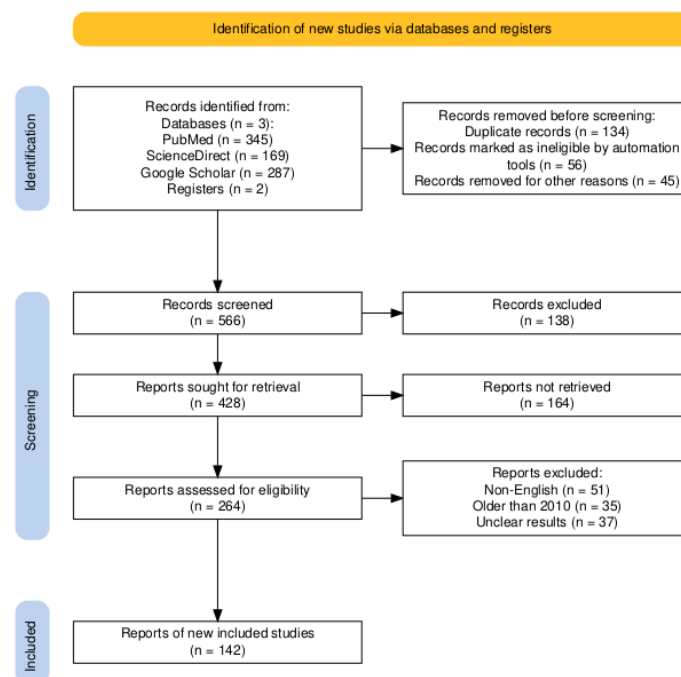 Identification of new studies via databases and registers
Identification
Records identified from:
Databases (n = 3):
PubMed (n = 345)
ScienceDirect (n = 169)
Google Scholar (n = 287)
Registers (n = 2)
Records removed before screening:
Duplicate records (n = 134)
Records marked as ineligible by automation
tools (n = 56)
Records removed for other reasons (n = 45)
Screening
Records screened
(n = 566)
Records excluded
(n = 138)
Reports sought for retrieval
(n = 428)
Reports not retrieved
(n = 164)
Reports assessed for eligibility
(n = 264)
Reports excluded:
Non-English (n = 51)
Older than 2010 (n = 35)
Unclear results (n = 37)
Included
Reports of new included studies
(n = 142)